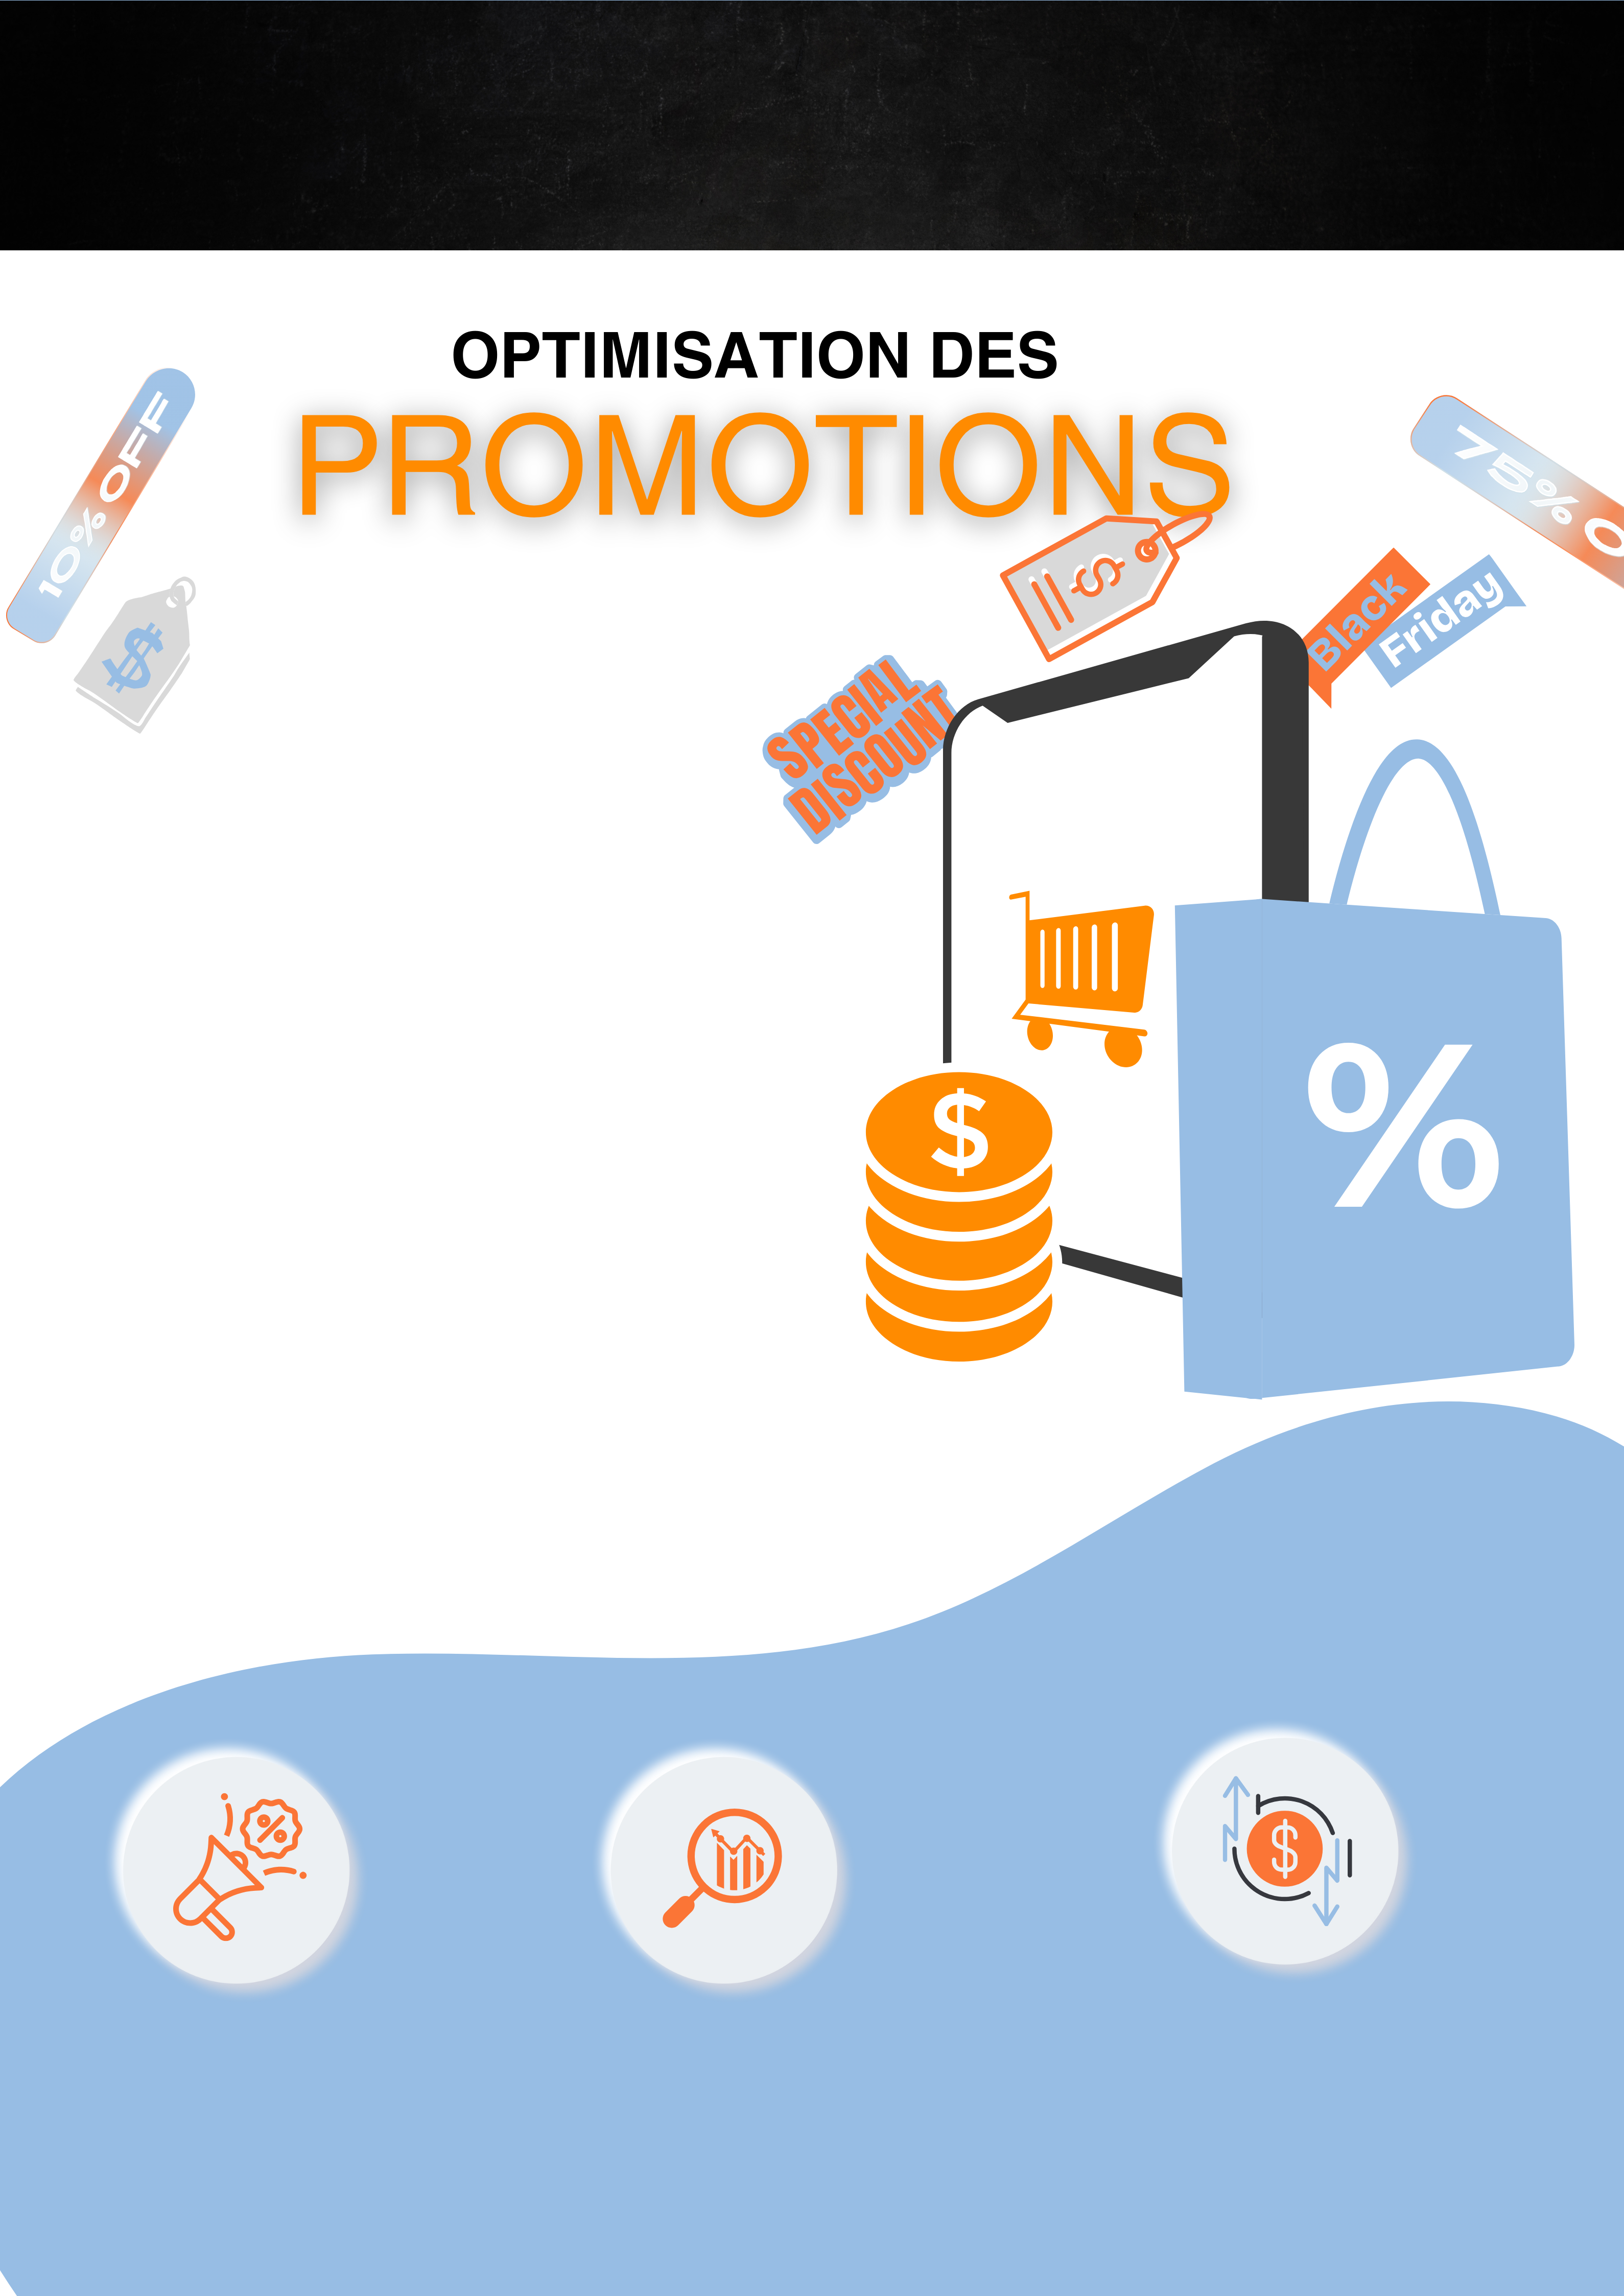 OPTIMISATION DES
PROMOTIONS
10% OFF
75% O
$
$
Black
Friday
SPECIAL
DISCOUNT
$
%
%
$